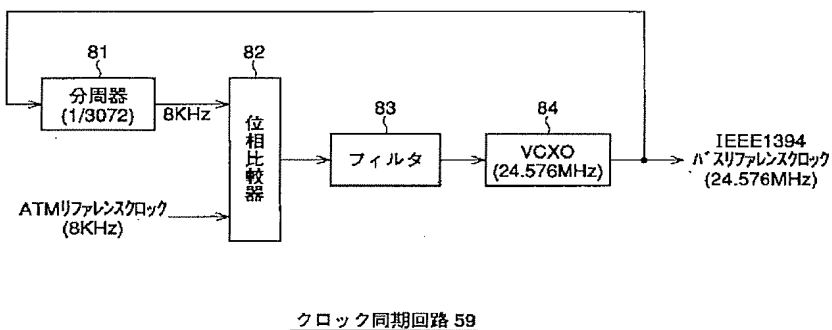 81
分周器
(1/3072)
8KHz
82
位相比較器
ATMリファレンスクロック
(8KHz)
83
フィルタ
84
VCXO
(24.576MHz)
IEEE1394
バスリファレンスクロック
(24.576MHz)
クロック同期回路 59